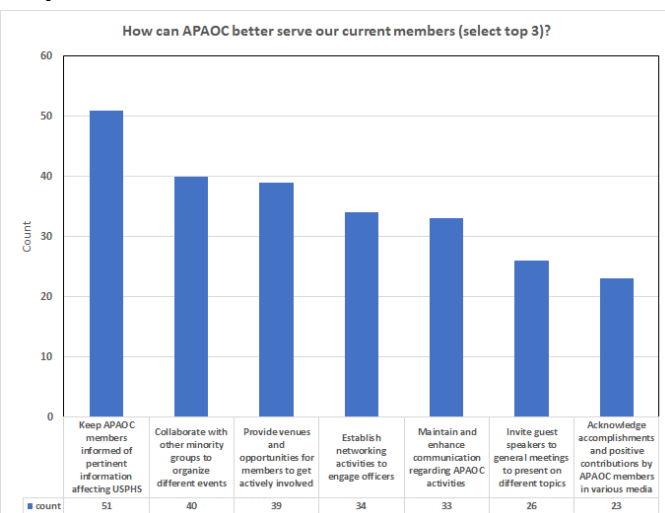 How can APAOC better serve our current members (select top 3)?
60
50
40
30
20
10
0
Count
Keep APAOC
members
informed of
pertinent
information
affecting USPHS
Collaborate with
other minority
groups to
organize
different events
Provide venues
and
opportunities for
members to get
actively involved
Establish
networking
activities to
engage officers
Maintain and
enhance
communication
regarding APAOC
activities
Invite guest
speakers to
general meetings
to present on
different topics
Acknowledge
accomplishments
and positive
contributions by
APAOC members
in various media
count 51 40 39 34 33 26 23